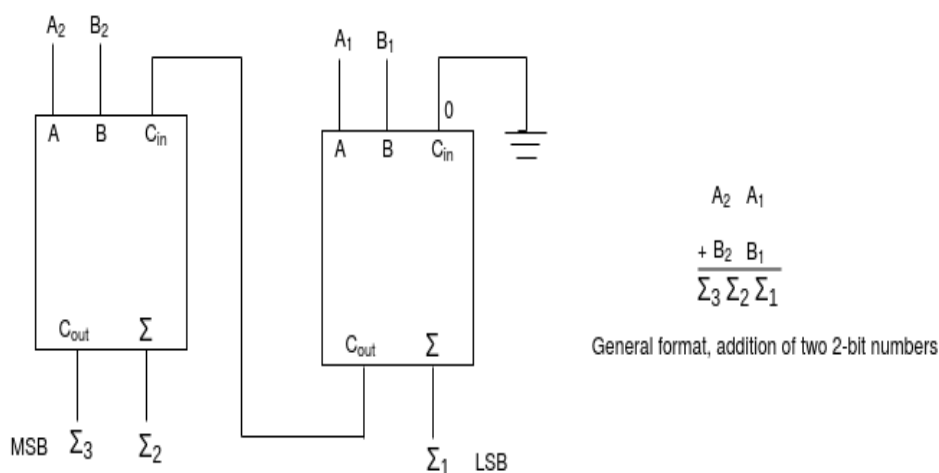 A₂ B₂
A₁ B₁
0
A B Cᵢₙ
A B Cᵢₙ
A₂ A₁
+ B₂ B₁
Σ₃ Σ₂ Σ₁
Cₒᵤₜ Σ
Cₒᵤₜ Σ
General format, addition of two 2-bit numbers
MSB Σ₃ Σ₂
Σ₁ LSB